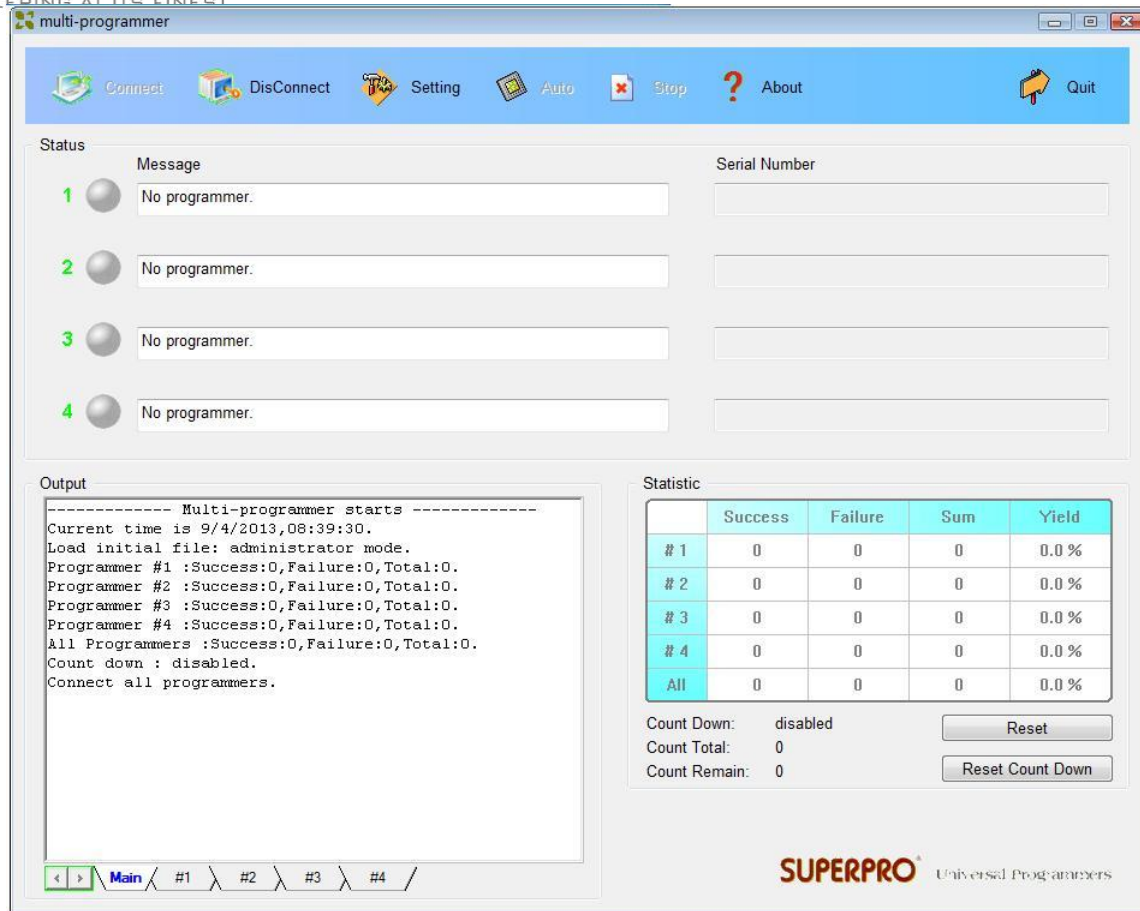 multi-programmer
Connect DisConnect Setting Auto Stop About Quit
Status
Message Serial Number
1 No programmer.
2 No programmer.
3 No programmer.
4 No programmer.
Output
------------- Multi-programmer starts -------------
Current time is 9/4/2013,08:39:30.
Load initial file: administrator mode.
Programmer #1 :Success:0,Failure:0,Total:0.
Programmer #2 :Success:0,Failure:0,Total:0.
Programmer #3 :Success:0,Failure:0,Total:0.
Programmer #4 :Success:0,Failure:0,Total:0.
All Programmers :Success:0,Failure:0,Total:0.
Count down : disabled.
Connect all programmers.
Main #1 #2 #3 #4
Statistic
Success Failure Sum Yield
# 1 0 0 0 0.0 %
# 2 0 0 0 0.0 %
# 3 0 0 0 0.0 %
# 4 0 0 0 0.0 %
All 0 0 0 0.0 %
Count Down: disabled
Reset
Count Total: 0
Count Remain: 0
Reset Count Down
SUPERPRO® Universal Programmers